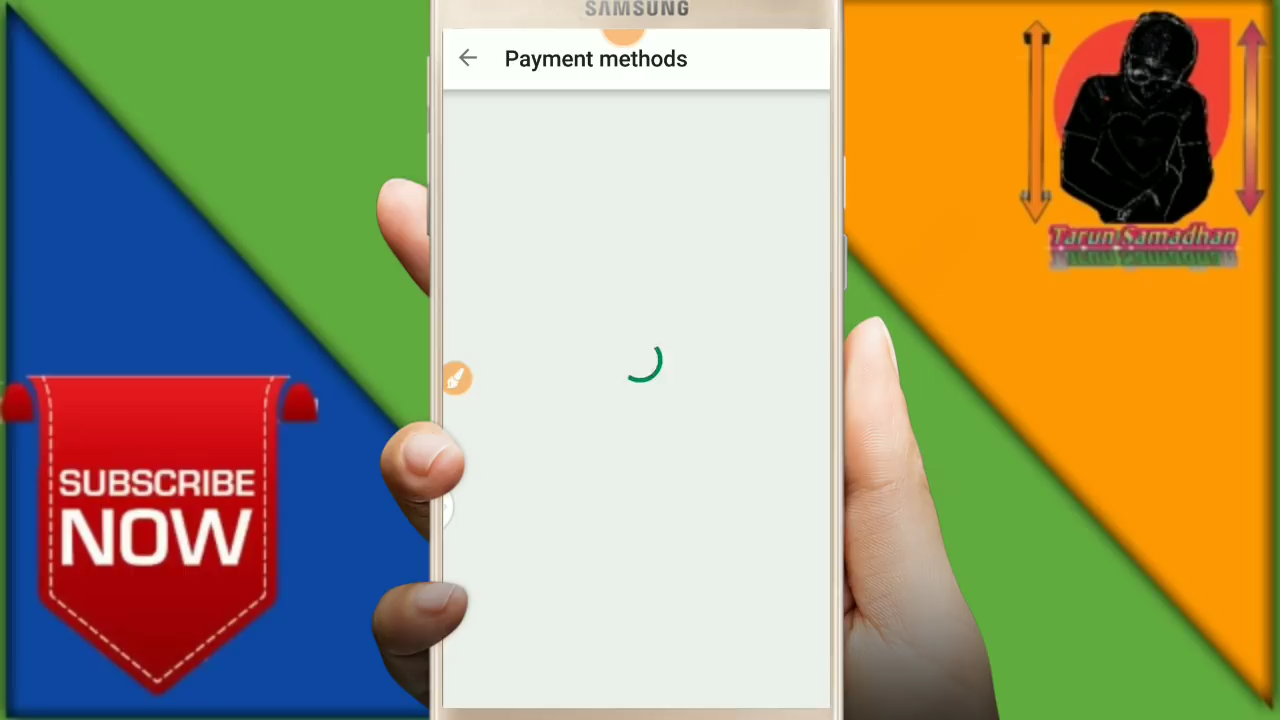 SAMSUNG
Payment methods
Tarun Samadhan
SUBSCRIBE
NOW